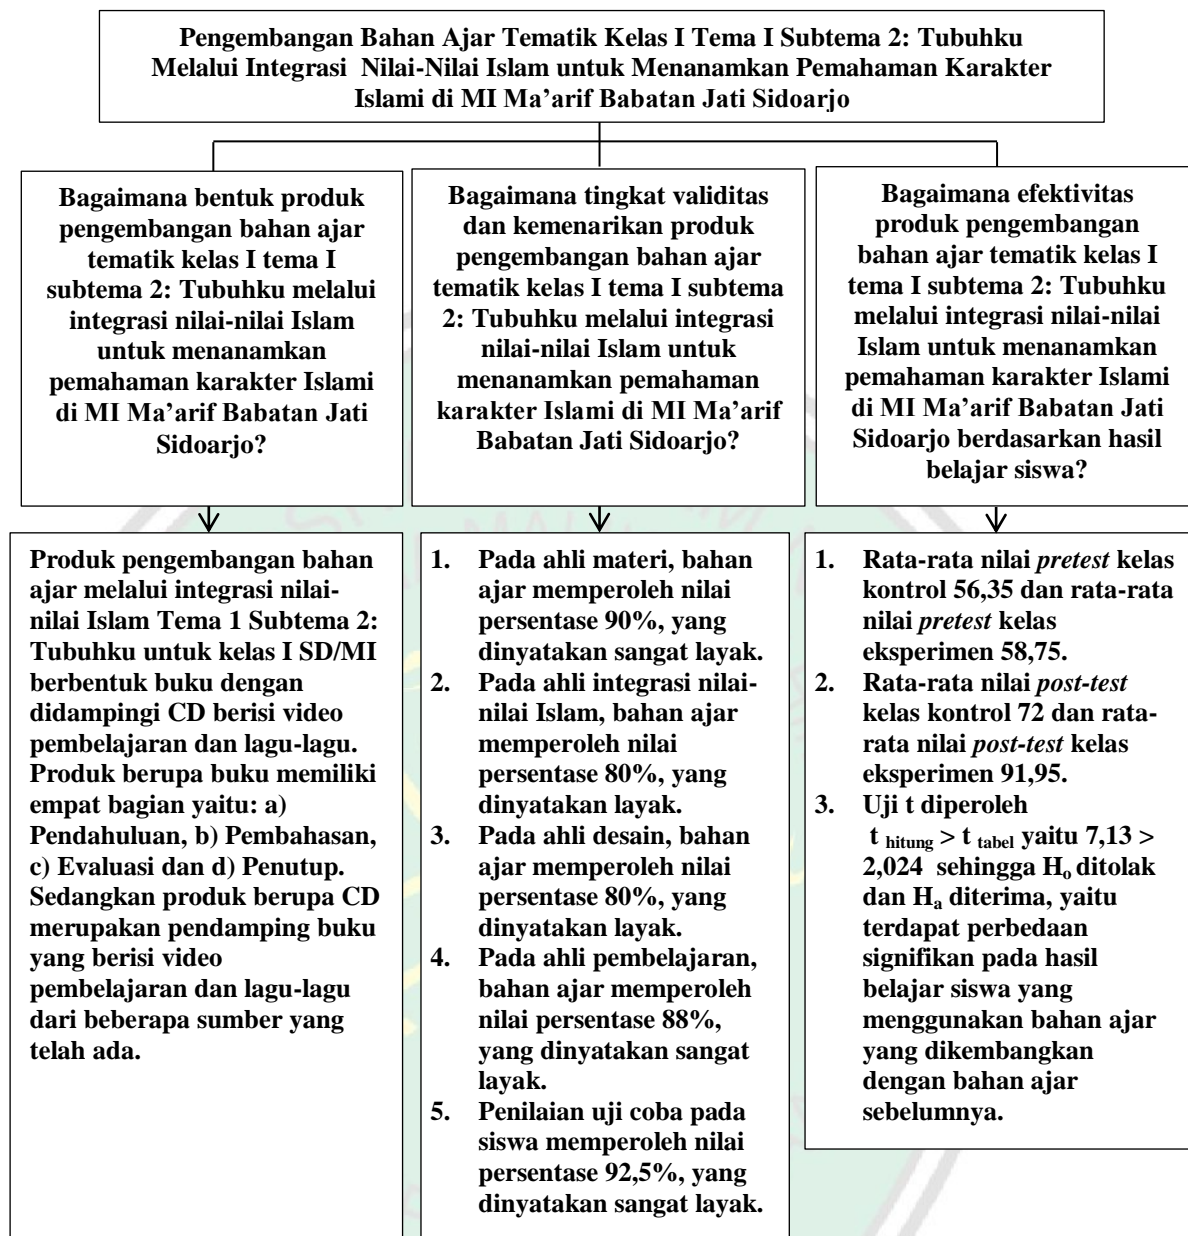 Pengembangan Bahan Ajar Tematik Kelas I Tema I Subtema 2: Tubuhku
Melalui Integrasi Nilai-Nilai Islam untuk Menanamkan Pemahaman Karakter
Islami di MI Ma’arif Babatan Jati Sidoarjo
Bagaimana bentuk produk
pengembangan bahan ajar
tematik kelas I tema I
subtema 2: Tubuhku melalui
integrasi nilai-nilai Islam
untuk menanamkan
pemahaman karakter Islami
di MI Ma’arif Babatan Jati
Sidoarjo?
Bagaimana tingkat validitas
dan kemenarikan produk
pengembangan bahan ajar
tematik kelas I tema I subtema
2: Tubuhku melalui integrasi
nilai-nilai Islam untuk
menanamkan pemahaman
karakter Islami di MI Ma’arif
Babatan Jati Sidoarjo?
Bagaimana efektivitas
produk pengembangan
bahan ajar tematik kelas I
tema I subtema 2: Tubuhku
melalui integrasi nilai-nilai
Islam untuk menanamkan
pemahaman karakter Islami
di MI Ma’arif Babatan Jati
Sidoarjo berdasarkan hasil
belajar siswa?
Produk pengembangan bahan
ajar melalui integrasi nilai-
nilai Islam Tema 1 Subtema 2:
Tubuhku untuk kelas I SD/MI
berbentuk buku dengan
didampingi CD berisi video
pembelajaran dan lagu-lagu.
Produk berupa buku memiliki
empat bagian yaitu: a)
Pendahuluan, b) Pembahasan,
c) Evaluasi dan d) Penutup.
Sedangkan produk berupa CD
merupakan pendamping buku
yang berisi video
pembelajaran dan lagu-lagu
dari beberapa sumber yang
telah ada.
1. Pada ahli materi, bahan
ajar memperoleh nilai
persentase 90%, yang
dinyatakan sangat layak.
2. Pada ahli integrasi nilai-
nilai Islam, bahan ajar
memperoleh nilai
persentase 80%, yang
dinyatakan layak.
3. Pada ahli desain, bahan
ajar memperoleh nilai
persentase 80%, yang
dinyatakan layak.
4. Pada ahli pembelajaran,
bahan ajar memperoleh
nilai persentase 88%,
yang dinyatakan sangat
layak.
5. Penilaian uji coba pada
siswa memperoleh nilai
persentase 92,5%, yang
dinyatakan sangat layak.
1. Rata-rata nilai pretest kelas
kontrol 56,35 dan rata-rata
nilai pretest kelas
eksperimen 58,75.
2. Rata-rata nilai post-test
kelas kontrol 72 dan rata-
rata nilai post-test kelas
eksperimen 91,95.
3. Uji t diperoleh
t hitung > t tabel yaitu 7,13 >
2,024 sehingga Ho ditolak
dan Ha diterima, yaitu
terdapat perbedaan
signifikan pada hasil
belajar siswa yang
menggunakan bahan ajar
yang dikembangkan
dengan bahan ajar
sebelumnya.